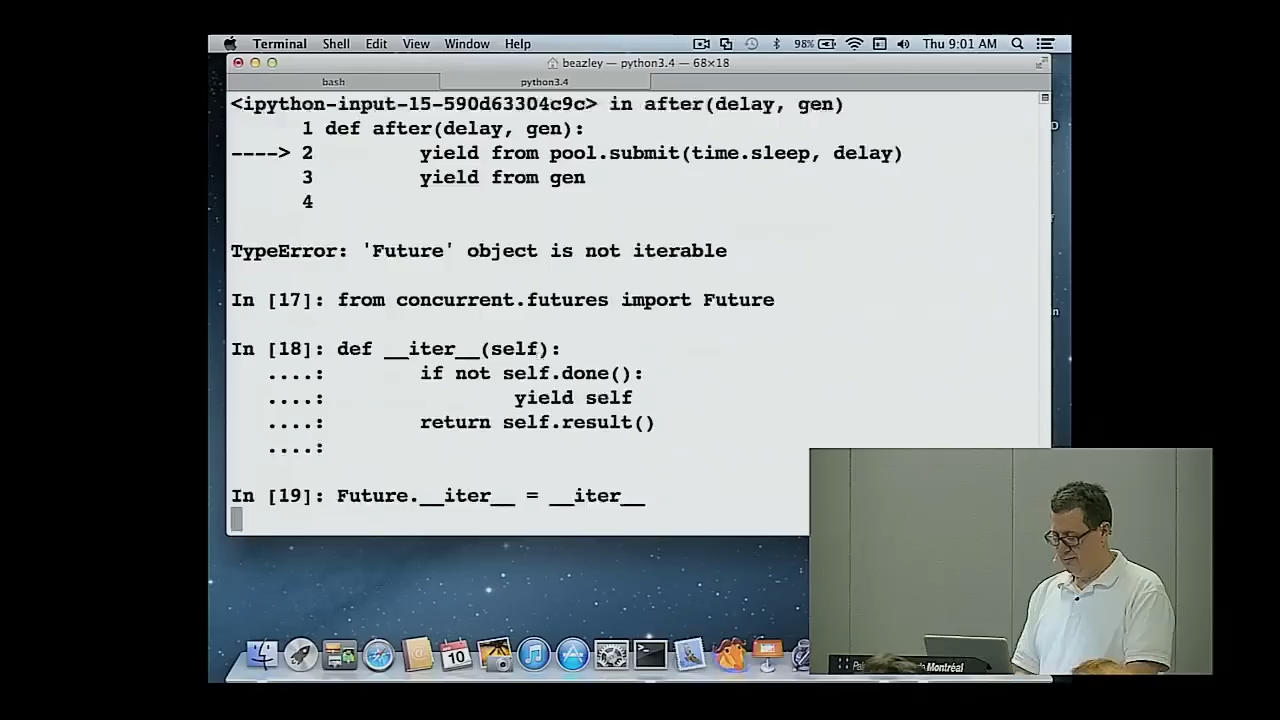 Terminal Shell Edit View Window Help 98% Thu 9:01 AM
beazley — python3.4 — 68×18
bash python3.4
<ipython-input-15-590d63304c9c> in after(delay, gen)
1 def after(delay, gen):
----> 2 yield from pool.submit(time.sleep, delay)
3 yield from gen
4
TypeError: 'Future' object is not iterable
In [17]: from concurrent.futures import Future
In [18]: def __iter__(self):
....: if not self.done():
....: yield self
....: return self.result()
....:
In [19]: Future.__iter__ = __iter__
10
de Montréal